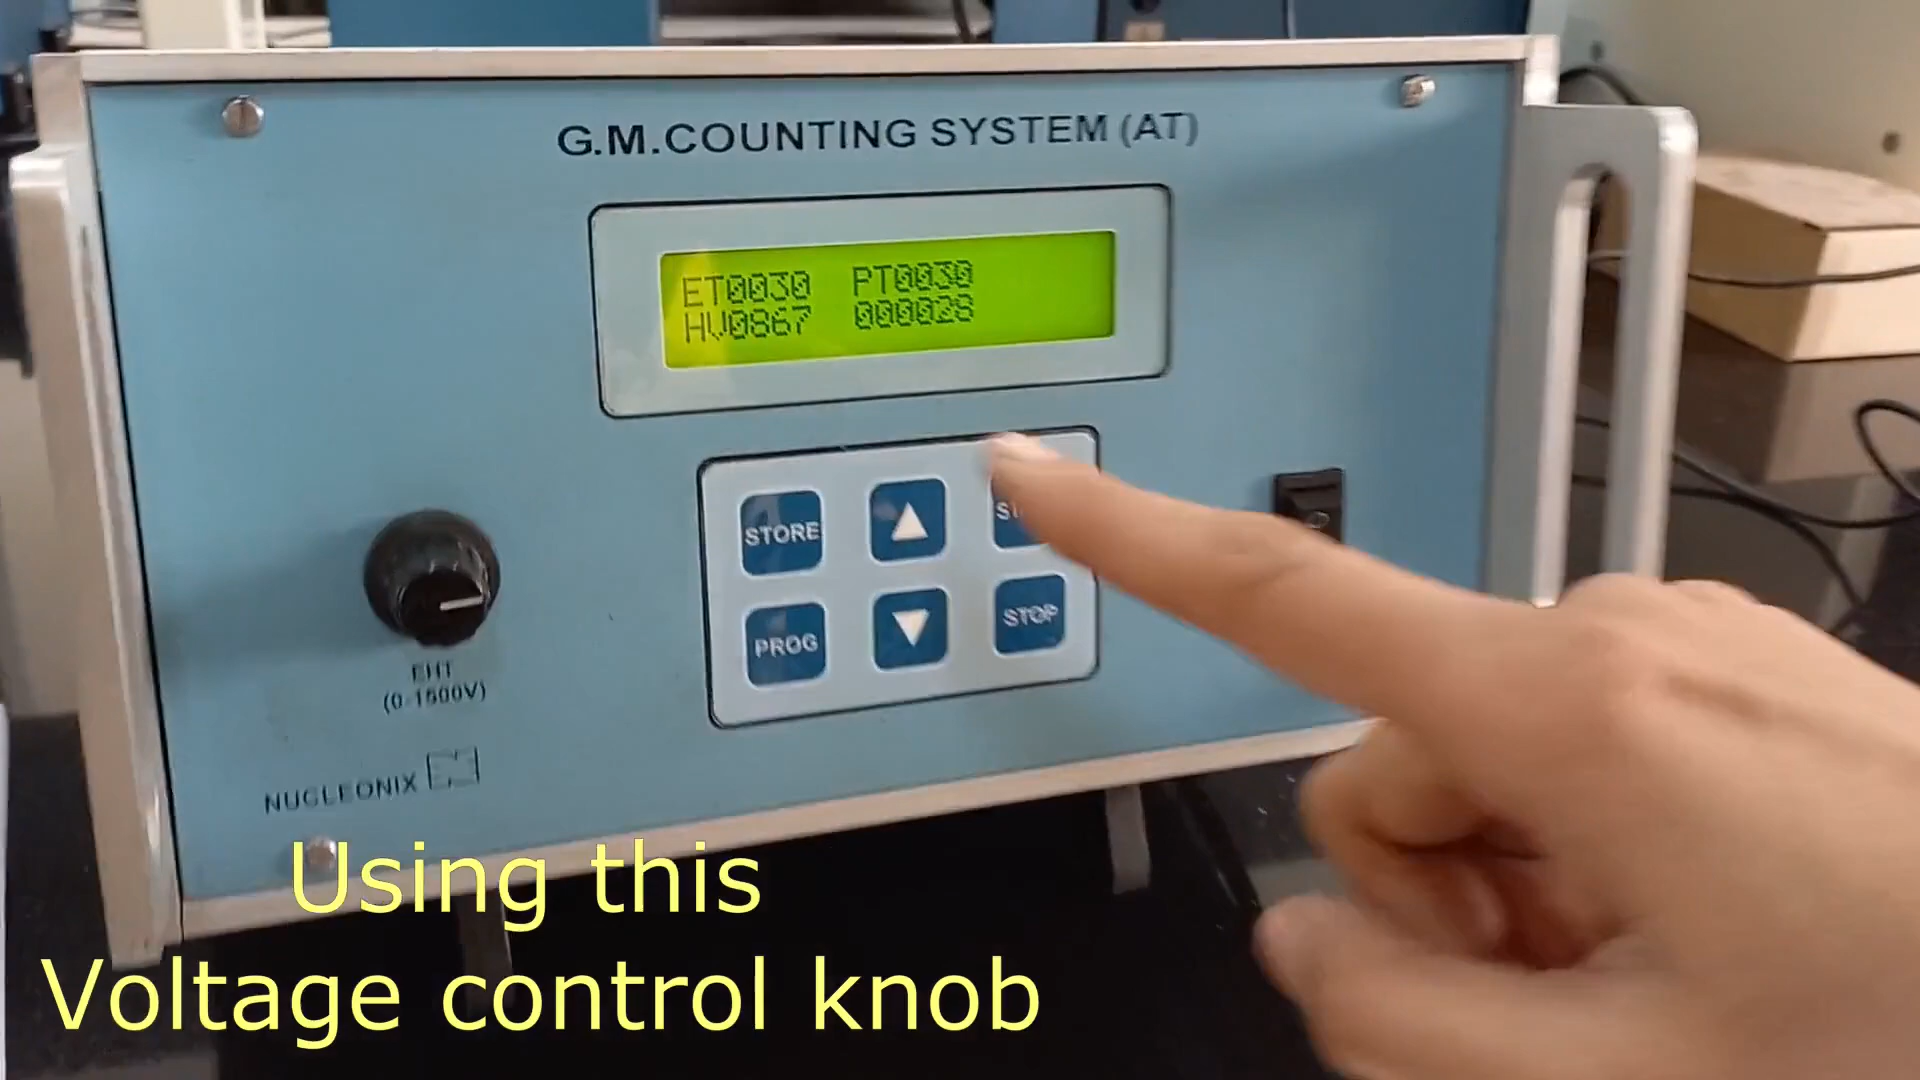 G.M.COUNTING SYSTEM (AT)
ET0030 PT0030
HV0867 000028
STORE
PROG
STOP
EHT
(0-1500V)
NUCLEONIX
Using this
Voltage control knob